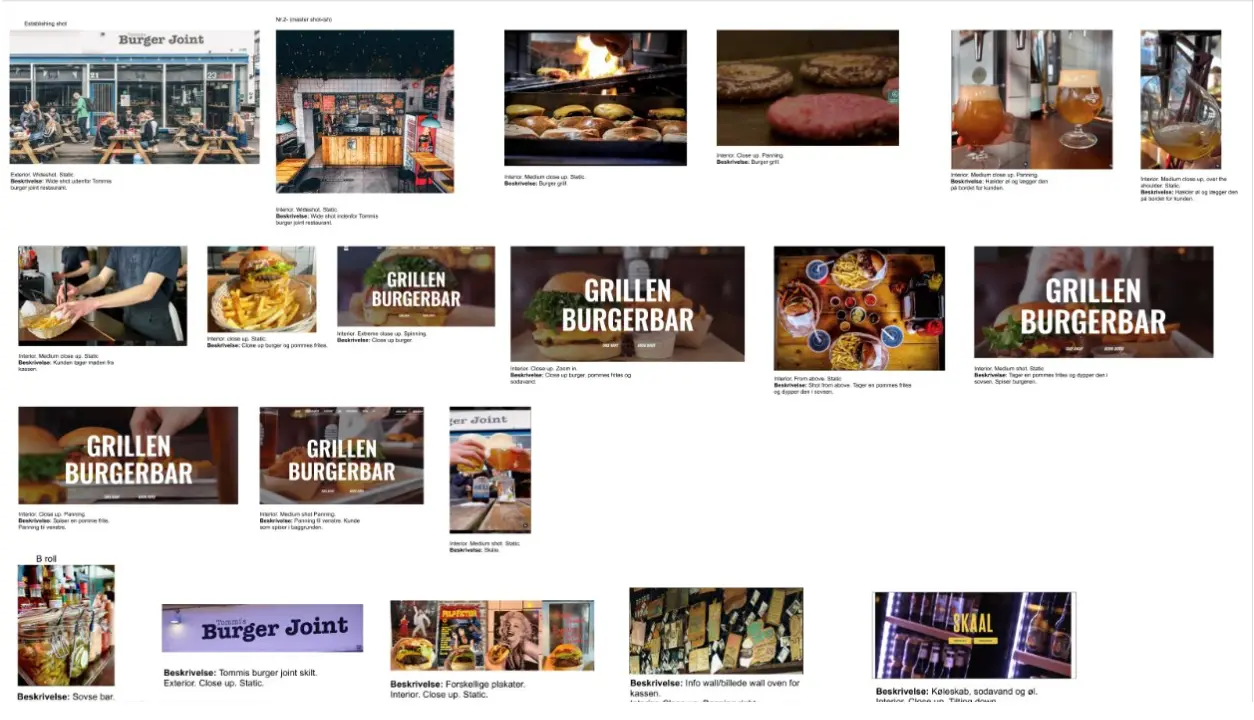 Establishing shot
Nr.2- (master shot-ish)
Tommi's
Burger Joint
21
23
Exterior. Wideshot. Static.
Beskrivelse: Wide shot udenfor Tommis
burger joint restaurant.
Interior. Wideshot. Static.
Beskrivelse: Wide shot indenfor Tommis
burger joint restaurant.
Interior. Medium close up. Static.
Beskrivelse: Burger grill.
Interior. Close up. Panning.
Beskrivelse: Burger grill.
Interior. Medium close up. Panning.
Beskrivelse: Hælder øl og lægger den
på bordet for kunden.
Interior. Medium close up, over the
shoulder. Static.
Beskrivelse: Hælder øl og lægger den
på bordet for kunden.
Interior. Medium close up. Static
Beskrivelse: Kunden tager maden fra
kassen.
Interior. close up. Static.
Beskrivelse: Close up burger og pommes frites.
GRILLEN
BURGERBAR
Interior. Extreme close up. Spinning.
Beskrivelse: Close up burger.
GRILLEN
BURGERBAR
Interior. Close up. Zoom in.
Beskrivelse: Close up burger, pommes frites og
sodavand.
Interior. From above. Static
Beskrivelse: Shot from above. Tager en pommes frites
og dypper den i sovsen.
GRILLEN
BURGERBAR
Interior. Medium shot. Static
Beskrivelse: Tager en pommes frites og dypper den i
sovsen. Spiser burgeren.
GRILLEN
BURGERBAR
Interior. Close up. Panning.
Beskrivelse: Spiser en pomme frite.
Panning til venstre.
GRILLEN
BURGERBAR
Interior. Medium shot Panning.
Beskrivelse: Panning til venstre. Kunde
som spiser i baggrunden.
ger Joint
Interior. Medium shot. Static.
Beskrivelse: Skåle.
B roll
Beskrivelse: Sovse bar.
Tommi's
Burger Joint
Beskrivelse: Tommis burger joint skilt.
Exterior. Close up. Static.
PULP FICTION
Beskrivelse: Forskellige plakater.
Interior. Close up. Static.
Beskrivelse: Info wall/billede wall oven for
kassen.
SKAAL
Beskrivelse: Køleskab, sodavand og øl.
Interior. Close up. Tilting down.